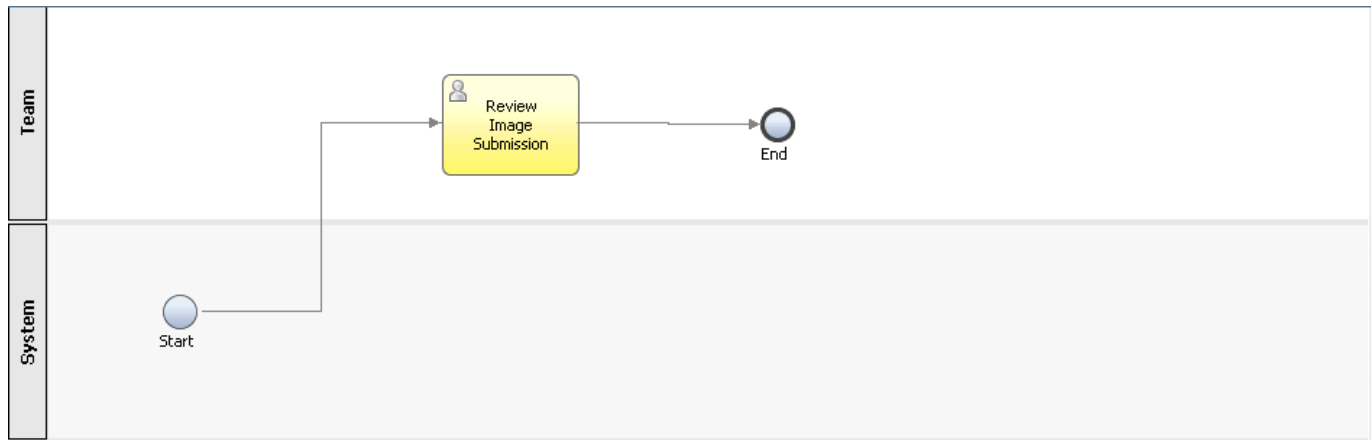 Team
Review
Image
Submission
End
System
Start